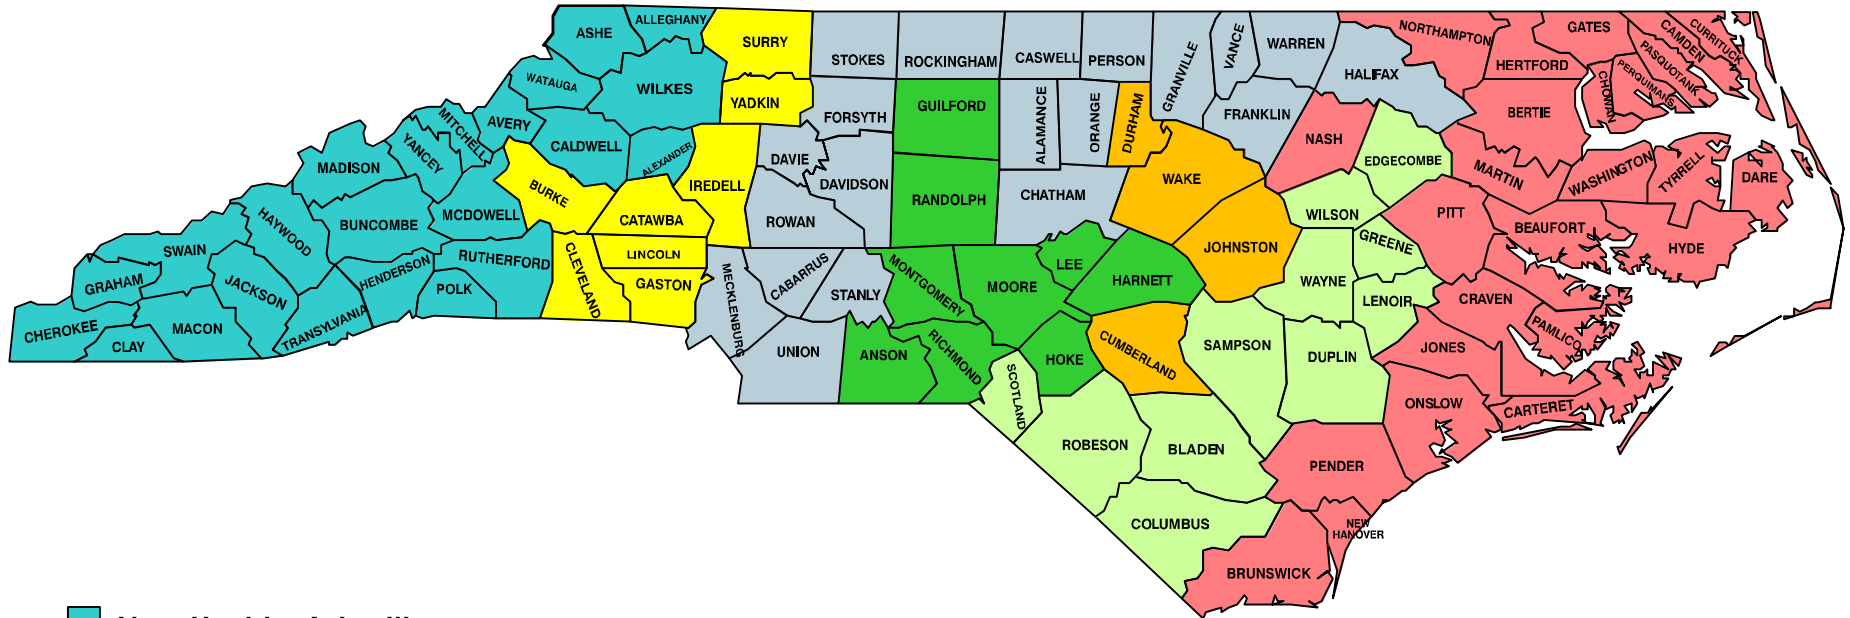 ASHE
ALLEGHANY
SURRY
STOKES
ROCKINGHAM
CASWELL
PERSON
GRANVILLE
VANCE
WARREN
HALIFAX
NORTHAMPTON
GATES
HERTFORD
CURRITUCK
CAMDEN
PASQUOTANK
PERQUIMANS
CHOWAN
WATAUGA
WILKES
YADKIN
FORSYTH
GUILFORD
ALAMANCE
ORANGE
DURHAM
FRANKLIN
NASH
EDGECOMBE
BERTIE
MITCHELL
AVERY
YANCEY
MADISON
CALDWELL
ALEXANDER
IREDELL
DAVIE
DAVIDSON
RANDOLPH
CHATHAM
WAKE
WILSON
MARTIN
WASHINGTON
TYRRELL
DARE
BURKE
CATAWBA
ROWAN
JOHNSTON
GREENE
PITT
BEAUFORT
HYDE
HAYWOOD
BUNCOMBE
MCDOWELL
SWAIN
GRAHAM
JACKSON
HENDERSON
POLK
RUTHERFORD
CLEVELAND
LINCOLN
GASTON
MECKLENBURG
CABARRUS
STANLY
MONTGOMERY
MOORE
LEE
HARNETT
WAYNE
LENOIR
CRAVEN
PAMLICO
CHEROKEE
CLAY
MACON
TRANSYLVANIA
UNION
ANSON
RICHMOND
SCOTLAND
HOKE
CUMBERLAND
SAMPSON
DUPLIN
JONES
ONSLOW
CARTERET
ROBESON
BLADEN
PENDER
COLUMBUS
NEW
HANOVER
BRUNSWICK